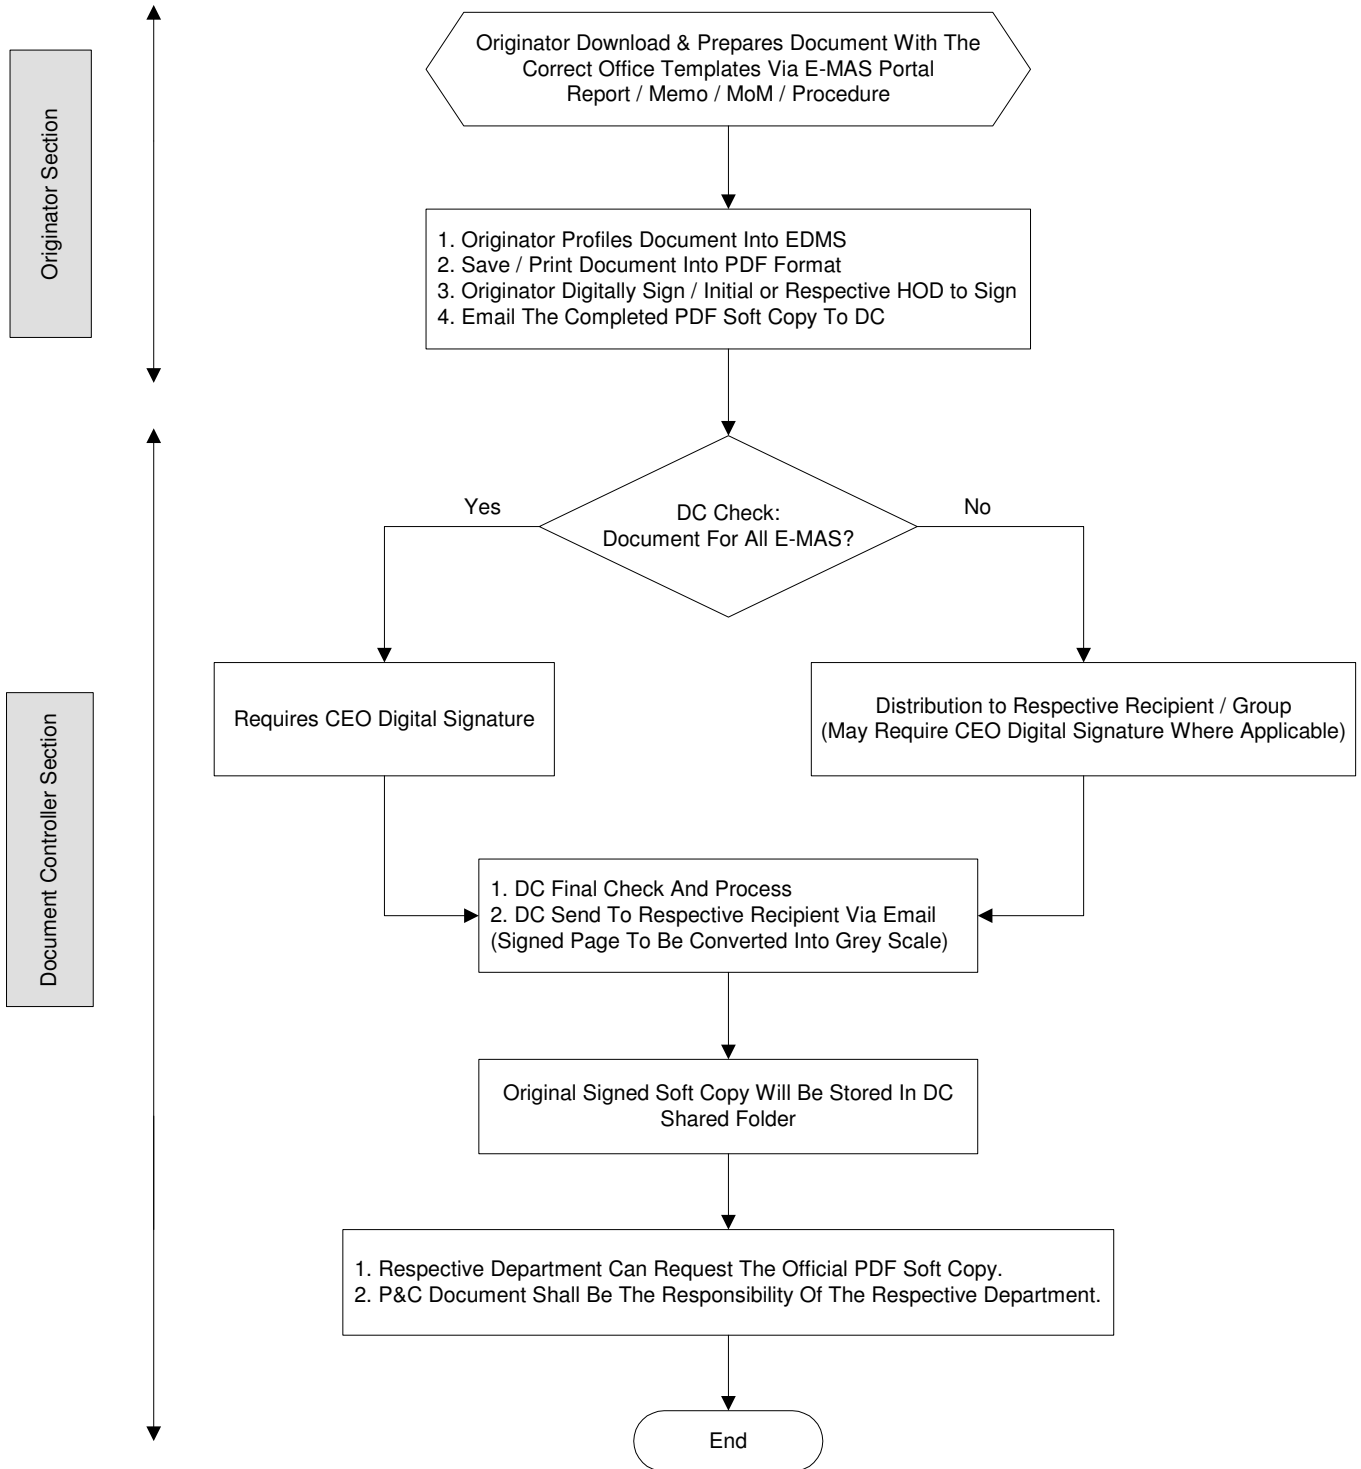 Originator Section
Originator Download & Prepares Document With The
Correct Office Templates Via E-MAS Portal
Report / Memo / MoM / Procedure
1. Originator Profiles Document Into EDMS
2. Save / Print Document Into PDF Format
3. Originator Digitally Sign / Initial or Respective HOD to Sign
4. Email The Completed PDF Soft Copy To DC
Document Controller Section
DC Check:
Document For All E-MAS?
Yes
No
Requires CEO Digital Signature
Distribution to Respective Recipient / Group
(May Require CEO Digital Signature Where Applicable)
1. DC Final Check And Process
2. DC Send To Respective Recipient Via Email
(Signed Page To Be Converted Into Grey Scale)
Original Signed Soft Copy Will Be Stored In DC
Shared Folder
1. Respective Department Can Request The Official PDF Soft Copy.
2. P&C Document Shall Be The Responsibility Of The Respective Department.
End